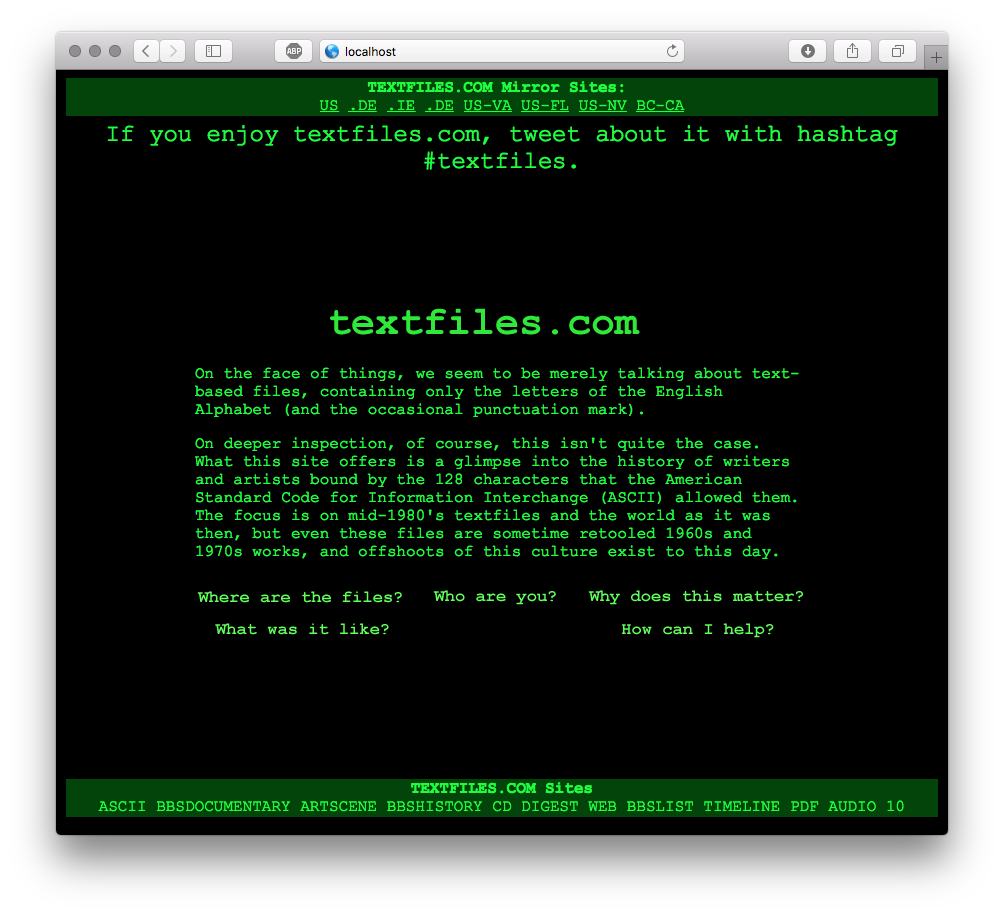 ABP
localhost
TEXTFILES.COM Mirror Sites:
US .DE .IE .DE US-VA US-FL US-NV BC-CA
If you enjoy textfiles.com, tweet about it with hashtag
#textfiles.
textfiles.com
On the face of things, we seem to be merely talking about text-
based files, containing only the letters of the English
Alphabet (and the occasional punctuation mark).
On deeper inspection, of course, this isn't quite the case.
What this site offers is a glimpse into the history of writers
and artists bound by the 128 characters that the American
Standard Code for Information Interchange (ASCII) allowed them.
The focus is on mid-1980's textfiles and the world as it was
then, but even these files are sometime retooled 1960s and
1970s works, and offshoots of this culture exist to this day.
Where are the files? Who are you? Why does this matter?
What was it like? How can I help?
TEXTFILES.COM Sites
ASCII BBSDOCUMENTARY ARTSCENE BBSHISTORY CD DIGEST WEB BBSLIST TIMELINE PDF AUDIO 10